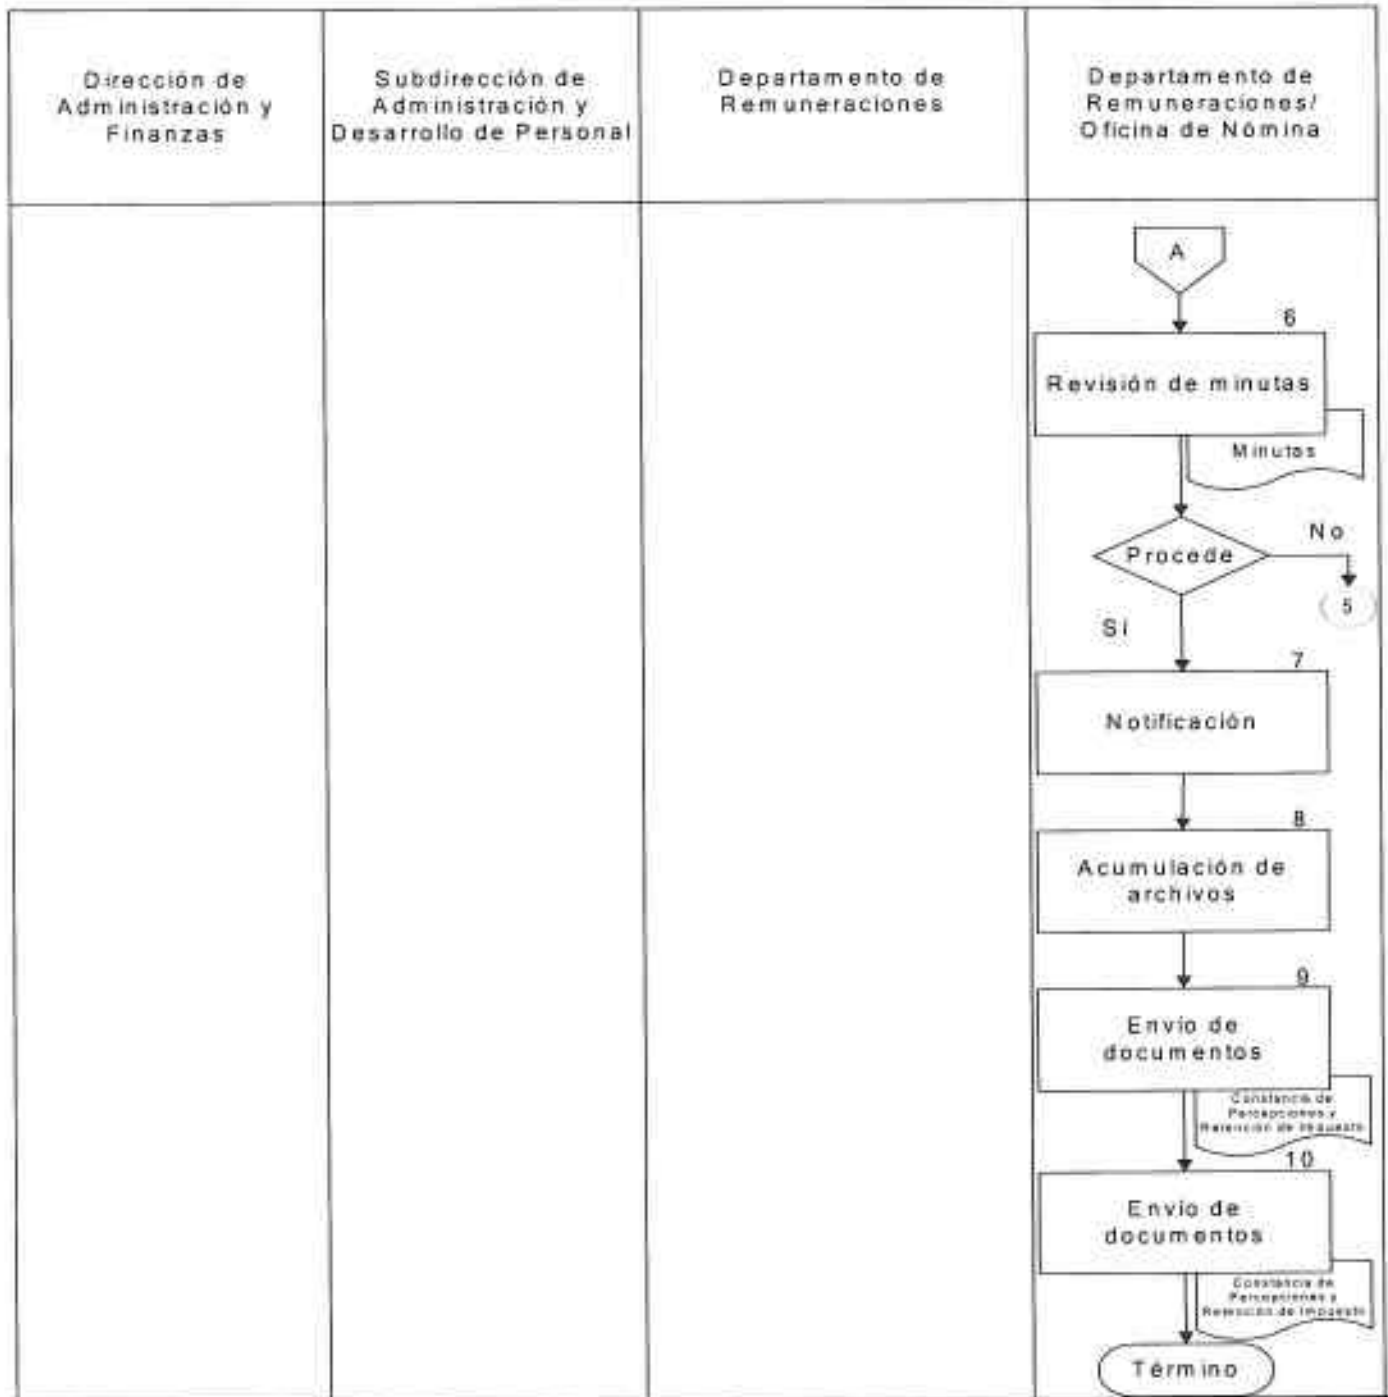 Dirección de
Administración y
Finanzas
Subdirección de
Administración y
Desarrollo de Personal
Departamento de
Remuneraciones
Departamento de
Remuneraciones/
Oficina de Nómina
A
6
Revisión de minutas
Minutas
Procede
No
5
Sí
7
Notificación
8
Acumulación de
archivos
9
Envío de
documentos
Constancia de
Percepciones y
Retención de Impuesto
10
Envío de
documentos
Constancia de
Percepciones y
Retención de Impuesto
Término